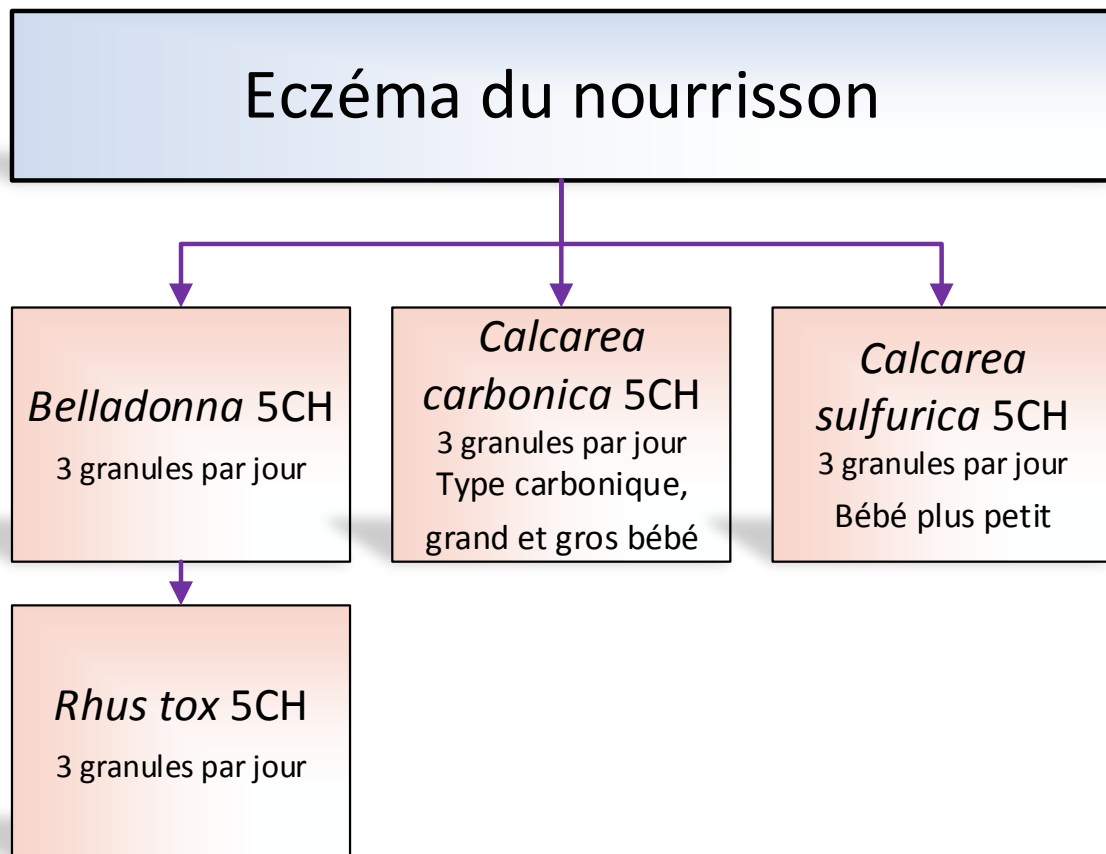 Eczéma du nourrisson
Belladonna 5CH
3 granules par jour
Calcarea
carbonica 5CH
3 granules par jour
Type carbonique,
grand et gros bébé
Calcarea
sulfurica 5CH
3 granules par jour
Bébé plus petit
Rhus tox 5CH
3 granules par jour